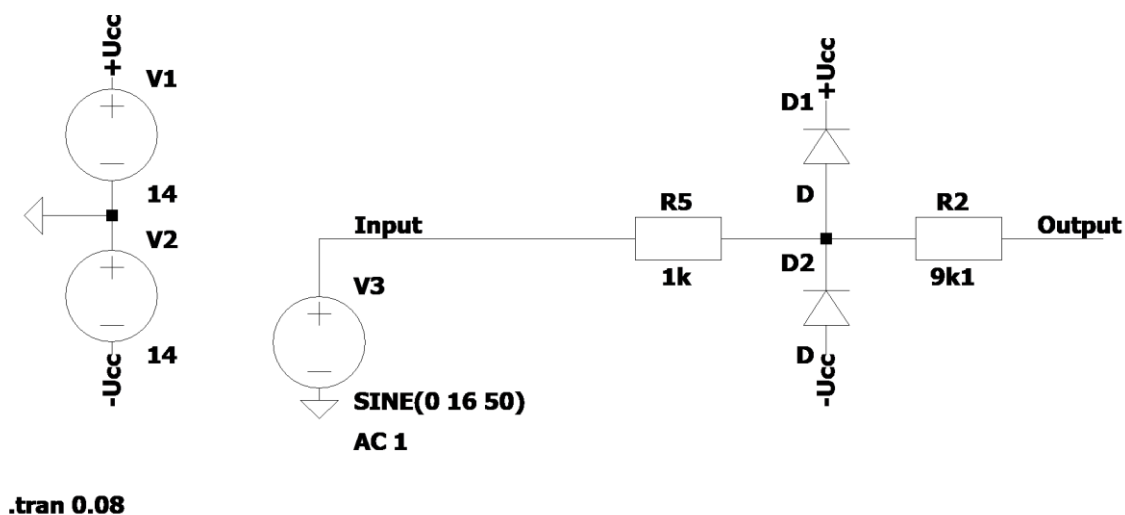 +Ucc
V1
14
V2
14
-Ucc
Input
V3
SINE(0 16 50)
AC 1
R5
1k
+Ucc
D1
D
D2
D
-Ucc
R2
9k1
Output
.tran 0.08